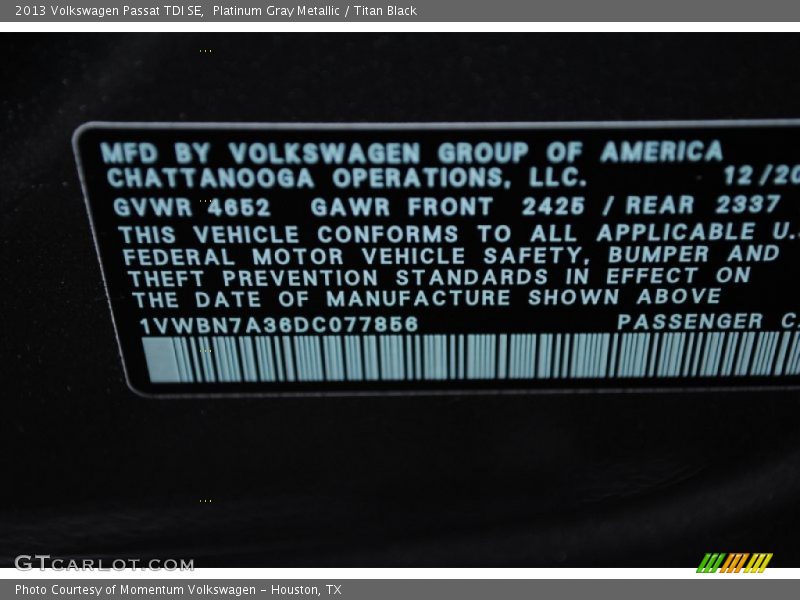 2013 Volkswagen Passat TDI SE,  Platinum Gray Metallic / Titan Black
MFD BY VOLKSWAGEN GROUP OF AMERICA
CHATTANOOGA OPERATIONS, LLC. 12/20
GVWR 4652 GAWR FRONT 2425 / REAR 2337
THIS VEHICLE CONFORMS TO ALL APPLICABLE U.S
FEDERAL MOTOR VEHICLE SAFETY, BUMPER AND
THEFT PREVENTION STANDARDS IN EFFECT ON
THE DATE OF MANUFACTURE SHOWN ABOVE
1VWBN7A36DC077856 PASSENGER C
GTCARLOT.COM
Photo Courtesy of Momentum Volkswagen - Houston, TX